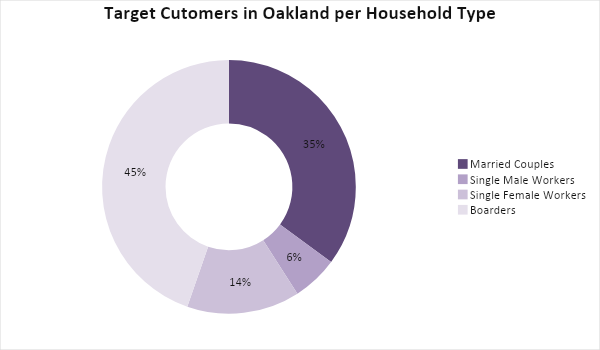 Target Cutomers in Oakland per Household Type
35%
45%
6%
14%
Married Couples
Single Male Workers
Single Female Workers
Boarders